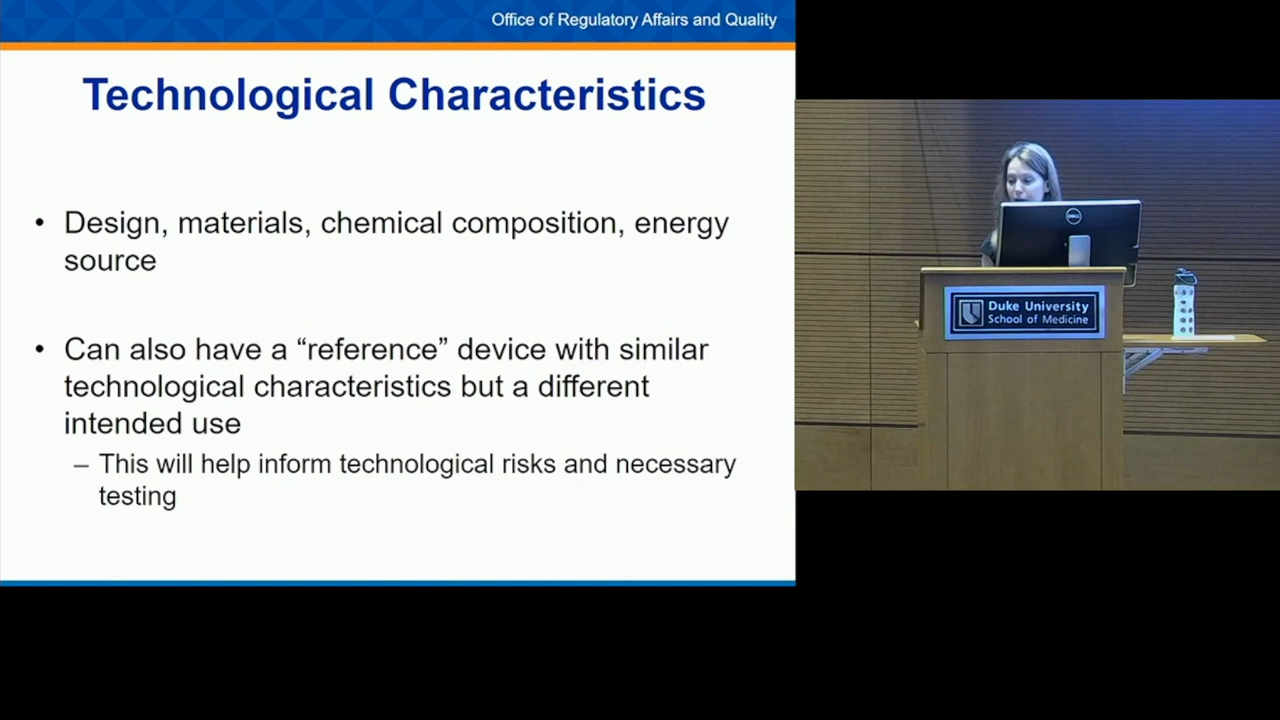 Office of Regulatory Affairs and Quality
Technological Characteristics
• Design, materials, chemical composition, energy
source
• Can also have a “reference” device with similar
technological characteristics but a different
intended use
– This will help inform technological risks and necessary
testing
DELL
Duke University
School of Medicine